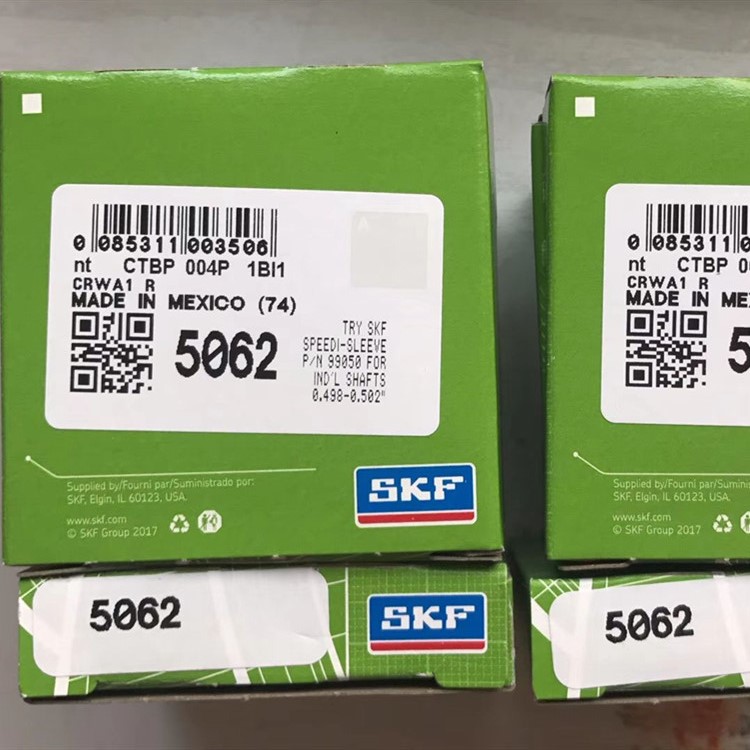 0 085311 003506
nt CTBP 004P 1BI1
CRWA1 R
MADE IN MEXICO (74)
5062
TRY SKF
SPEEDI-SLEEVE
P/N 99050 FOR
IND'L SHAFTS
0.498-0.502"
Supplied by/Fourni par/Suministrado por:
SKF, Elgin, IL 60123, USA.
www.skf.com
© SKF Group 2017
SKF
5062
SKF
0 085311 0
nt CTBP 0
CRWA1 R
MADE IN ME
5
Supplied by/Fourni par/Suministrado
SKF, Elgin, IL 60123, USA.
www.skf.com
© SKF Group 2017
5062